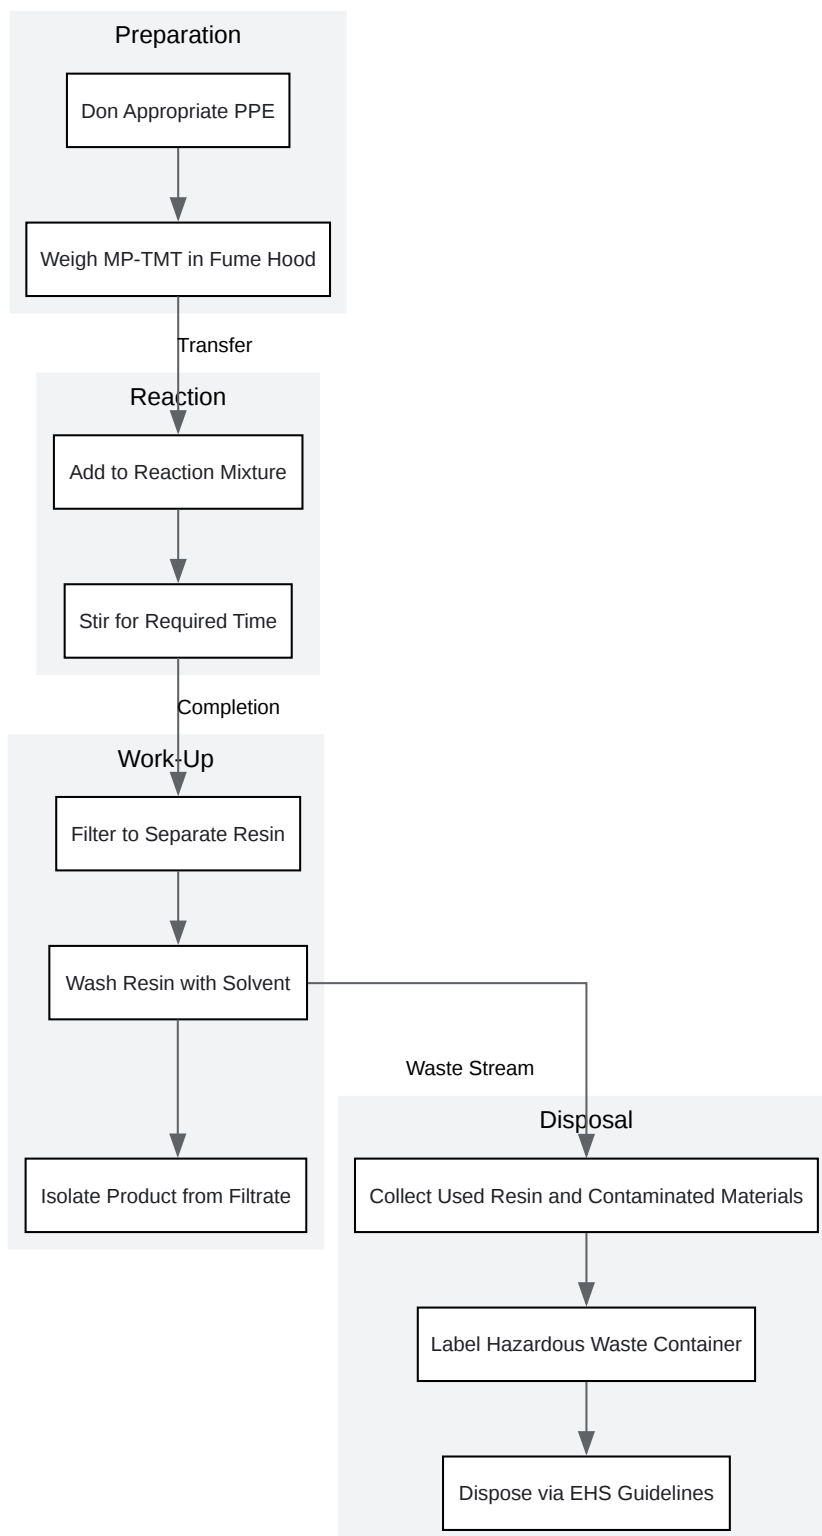 Preparation
Don Appropriate PPE
Weigh MP-TMT in Fume Hood
Transfer
Reaction
Add to Reaction Mixture
Stir for Required Time
Completion
Work-Up
Filter to Separate Resin
Wash Resin with Solvent
Waste Stream
Disposal
Isolate Product from Filtrate
Collect Used Resin and Contaminated Materials
Label Hazardous Waste Container
Dispose via EHS Guidelines